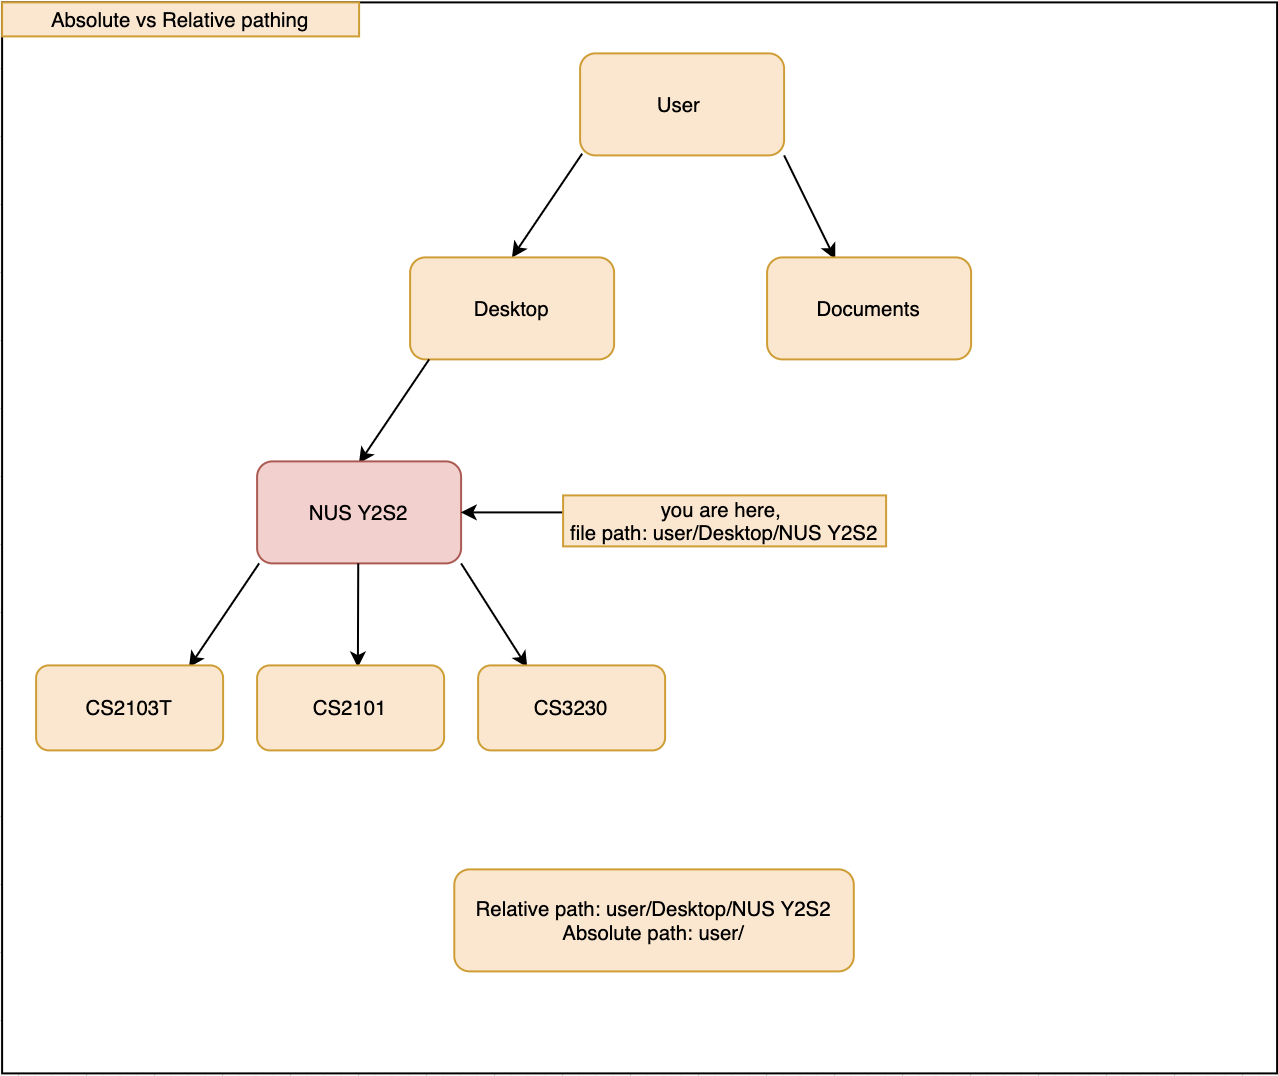 Absolute vs Relative pathing
User
Desktop
Documents
NUS Y2S2
you are here,
file path: user/Desktop/NUS Y2S2
CS2103T
CS2101
CS3230
Relative path: user/Desktop/NUS Y2S2
Absolute path: user/